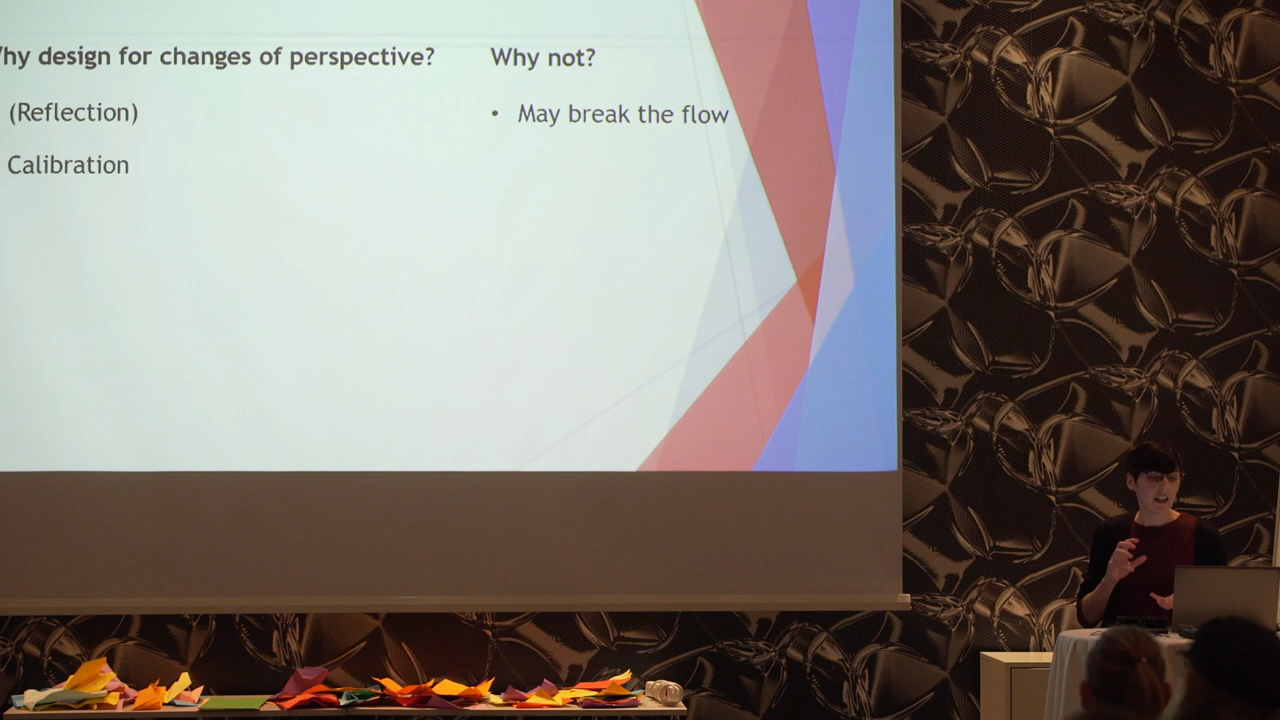 hy design for changes of perspective?
(Reflection)
Calibration
Why not?
• May break the flow